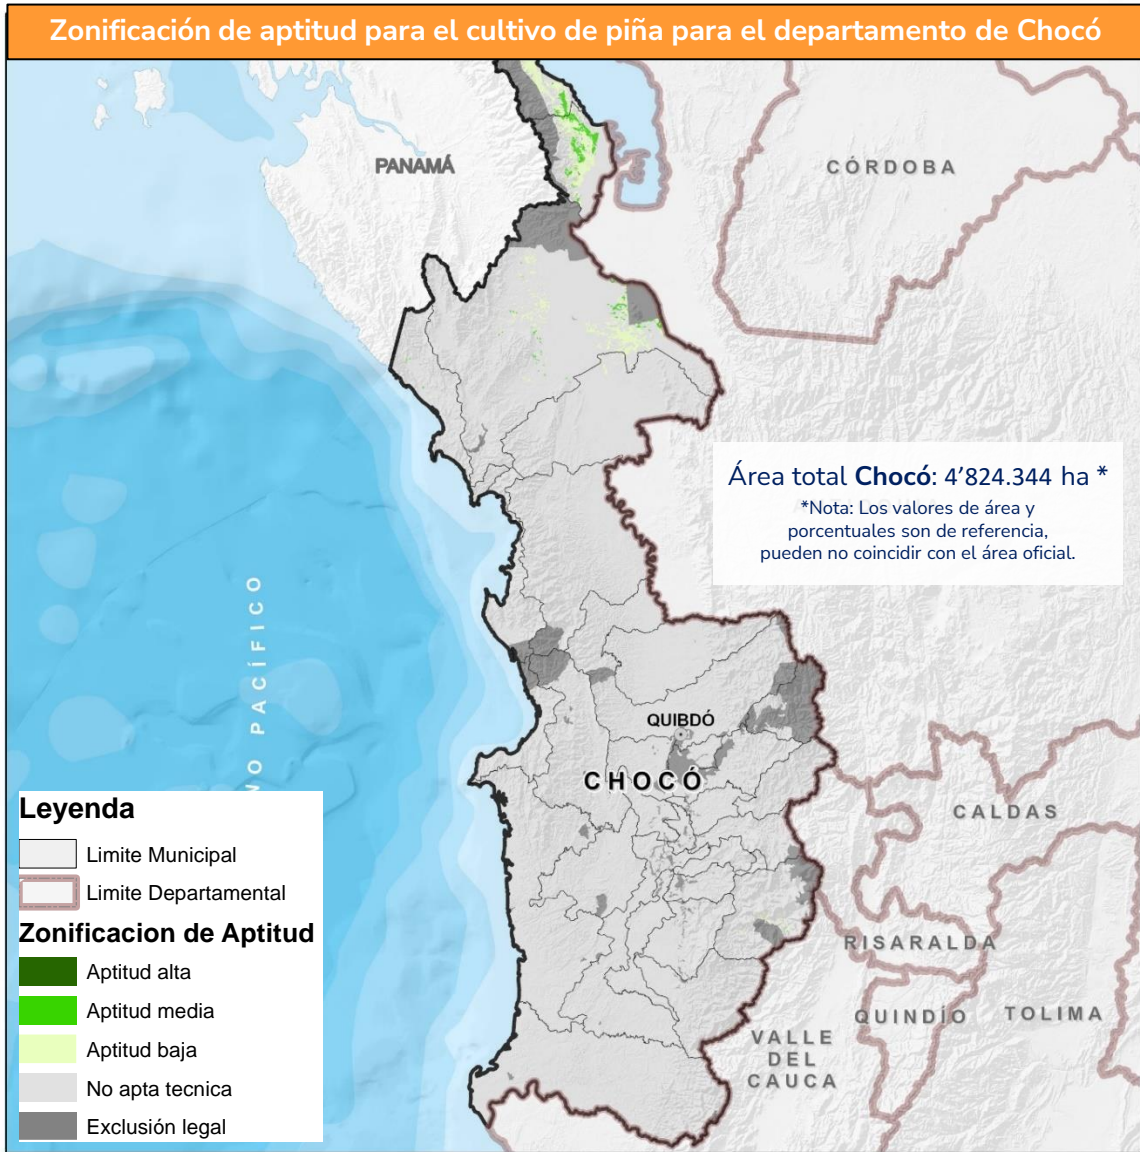 Zonificación de aptitud para el cultivo de piña para el departamento de Chocó
PANAMÁ
CÓRDOBA
Área total Chocó: 4’824.344 ha *
*Nota: Los valores de área y
porcentuales son de referencia,
pueden no coincidir con el área oficial.
NO PACÍFICO
QUIBDÓ
CHOCÓ
CALDAS
RISARALDA
QUINDÍO
TOLIMA
VALLE
DEL
CAUCA
Leyenda
Limite Municipal
Limite Departamental
Zonificacion de Aptitud
Aptitud alta
Aptitud media
Aptitud baja
No apta tecnica
Exclusión legal